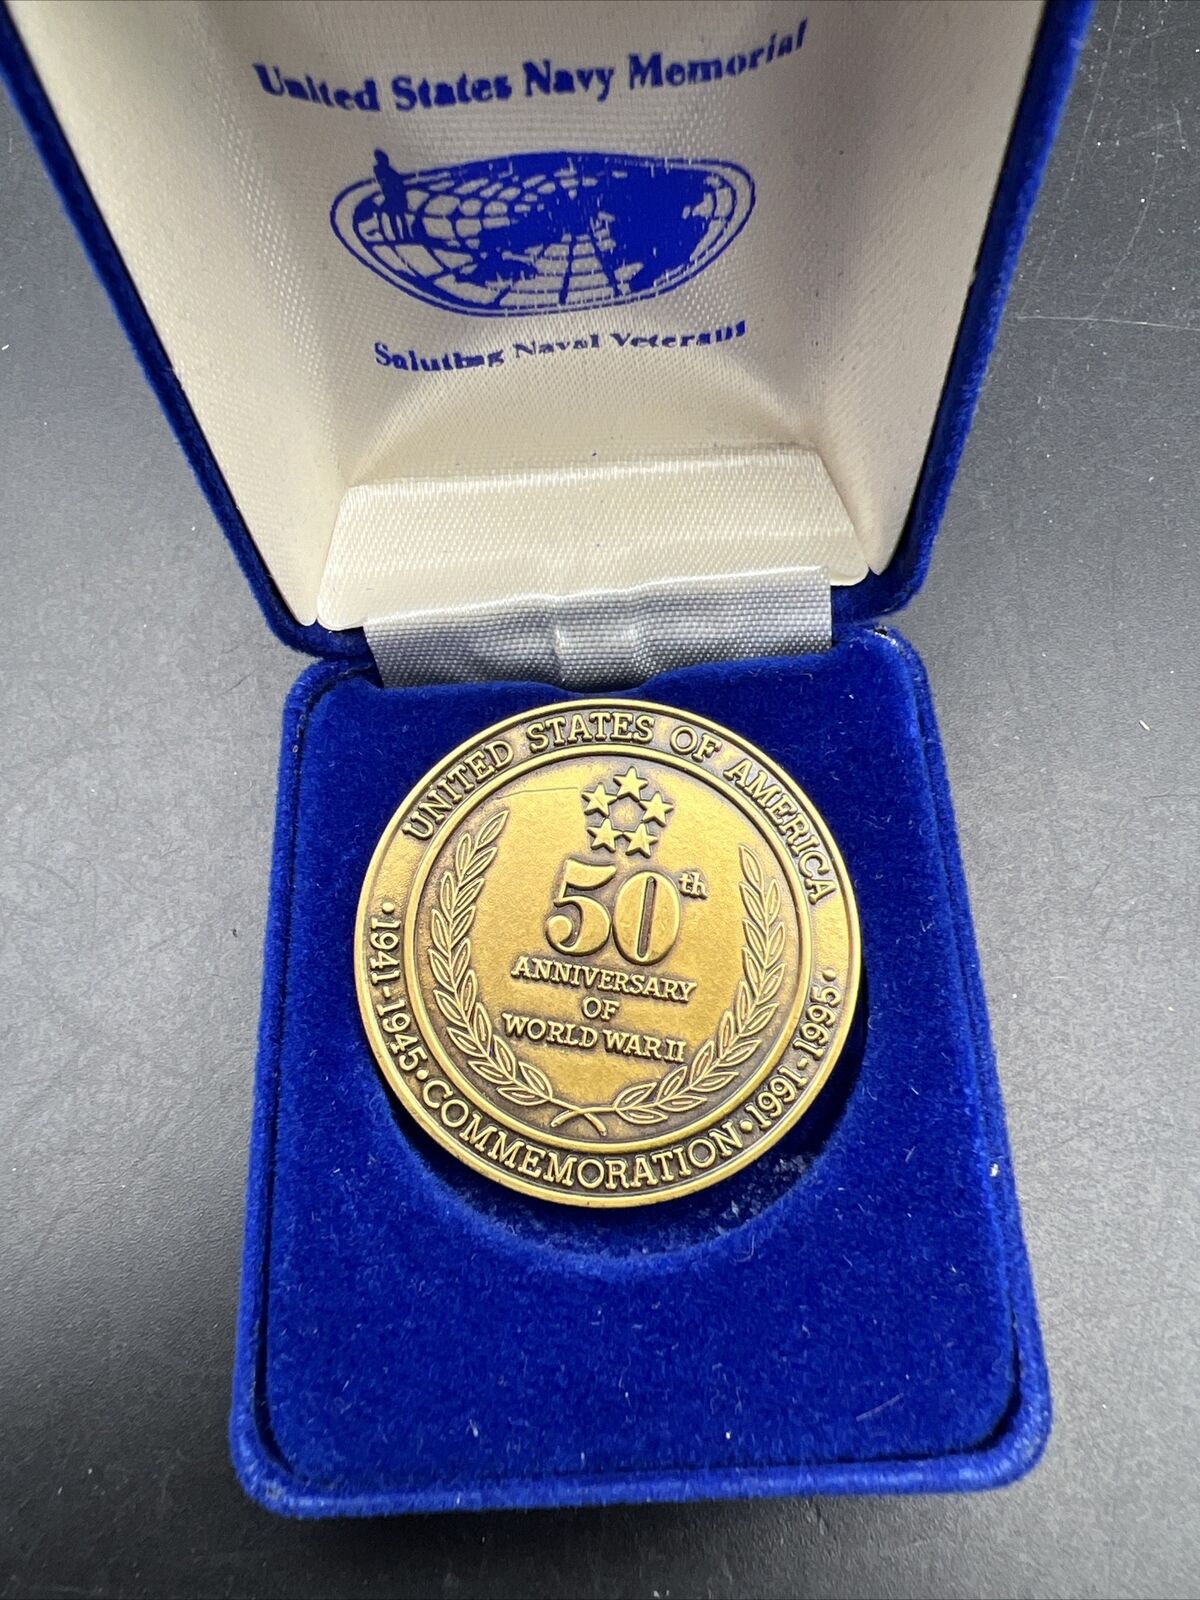 United States Navy Memorial
Saluting Naval Veterans
UNITED STATES OF AMERICA
50th
ANNIVERSARY
OF
WORLD WAR II
• 1941-1945 • COMMEMORATION • 1991-1995 •